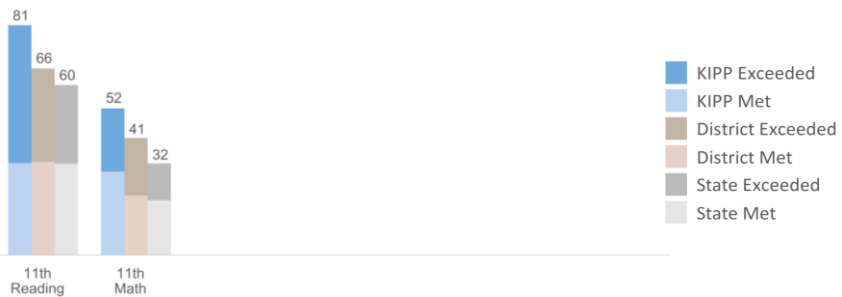 81
66
60
52
41
32
11th
Reading
11th
Math
KIPP Exceeded
KIPP Met
District Exceeded
District Met
State Exceeded
State Met